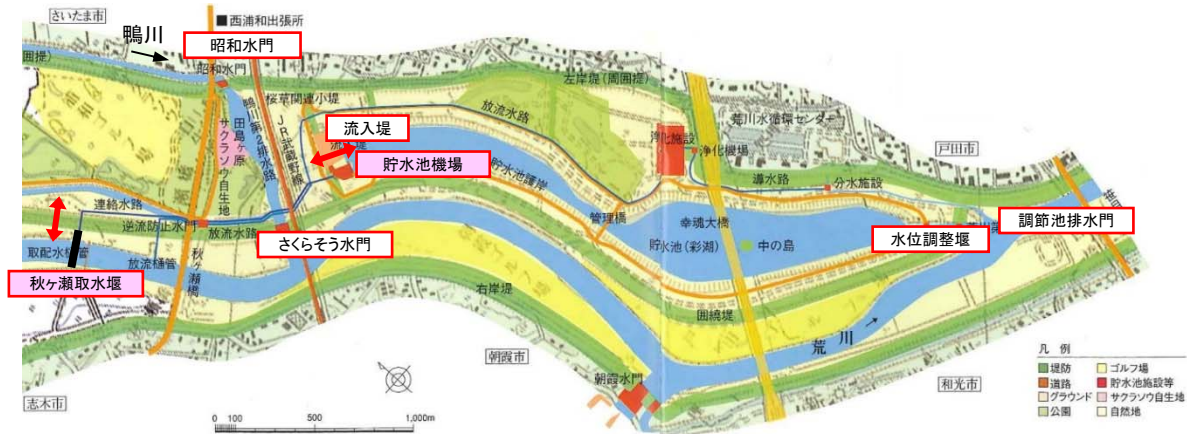 さいたま市
■西浦和出張所
鴨川
昭和水門
昭和水門
囲堤)
左岸堤(周囲堤)
桜草関連小堤
放流水路
荒川水循環センター
流入堤
貯水池機場
田島ヶ原
サクラソウ自生地
鴨川第2排水路
JR武蔵野線
浄化施設
浄化機場
戸田市
貯水池護岸
導水路
分水施設
連絡水路
管理橋
幸魂大橋
調節池排水門
逆流防止水門
放流水路
さくらそう水門
貯水池(彩湖)
中の島
水位調整堰
取配水樋管
放流樋管
秋ヶ瀬橋
秋ヶ瀬取水堰
右岸堤
囲繞堤
荒川
朝霞市
朝霞水門
和光市
志木市
0 100 500 1,000m
凡 例
堤防 ゴルフ場
道路 貯水池施設等
グラウンド サクラソウ自生地
公園 自然地